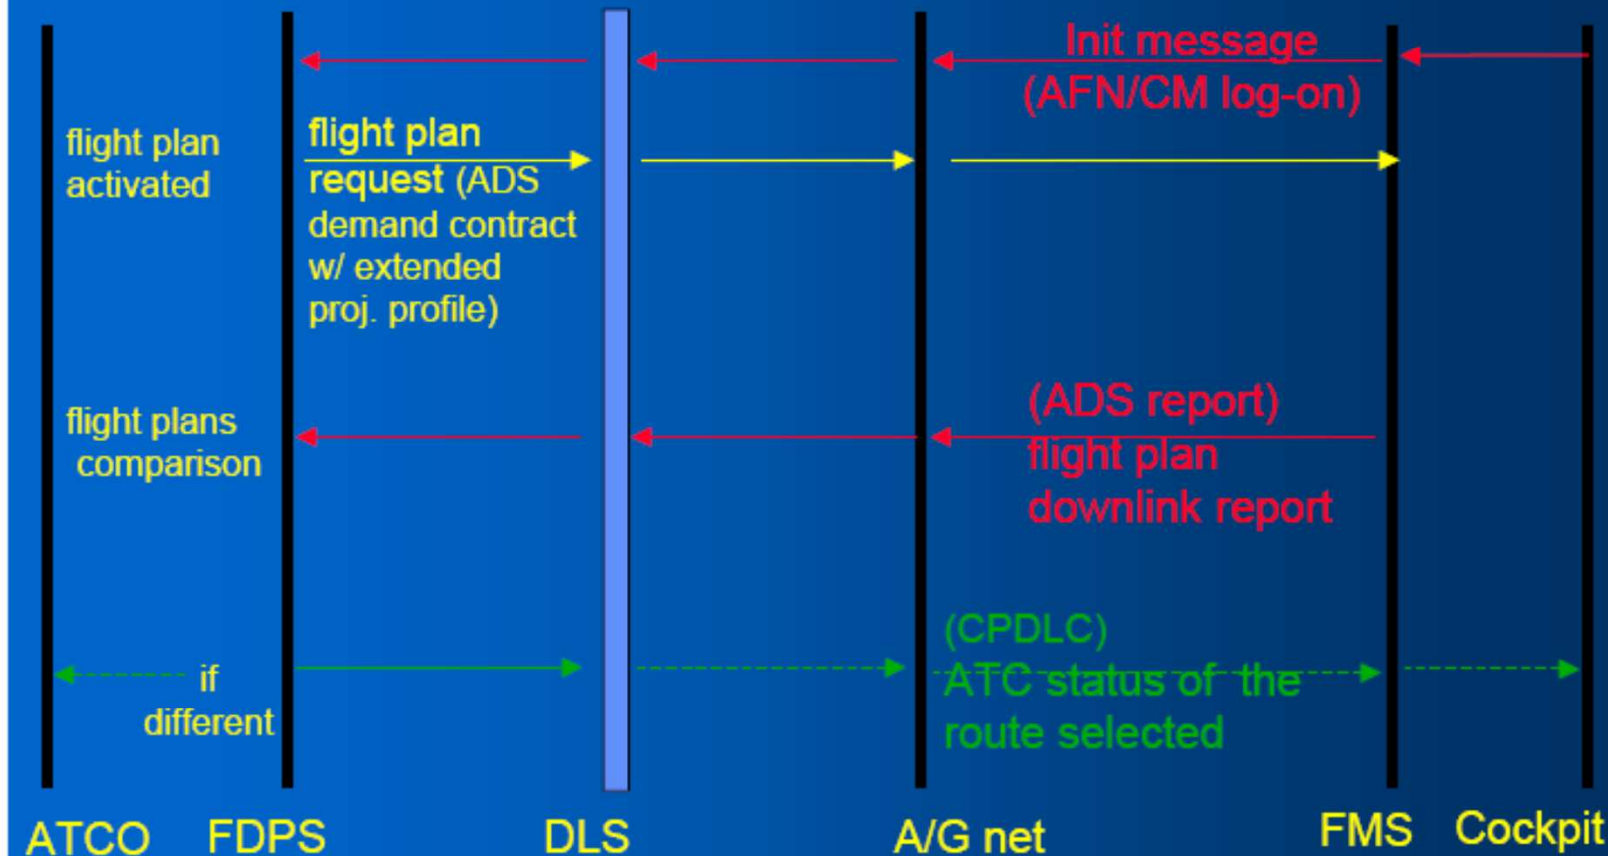 Init message
(AFN/CM log-on)
flight plan
activated
flight plan
request (ADS
demand contract
w/ extended
proj. profile)
flight plans
comparison
(ADS report)
flight plan
downlink report
if
different
(CPDLC)
ATC status of the
route selected
ATCO FDPS DLS A/G net FMS Cockpit